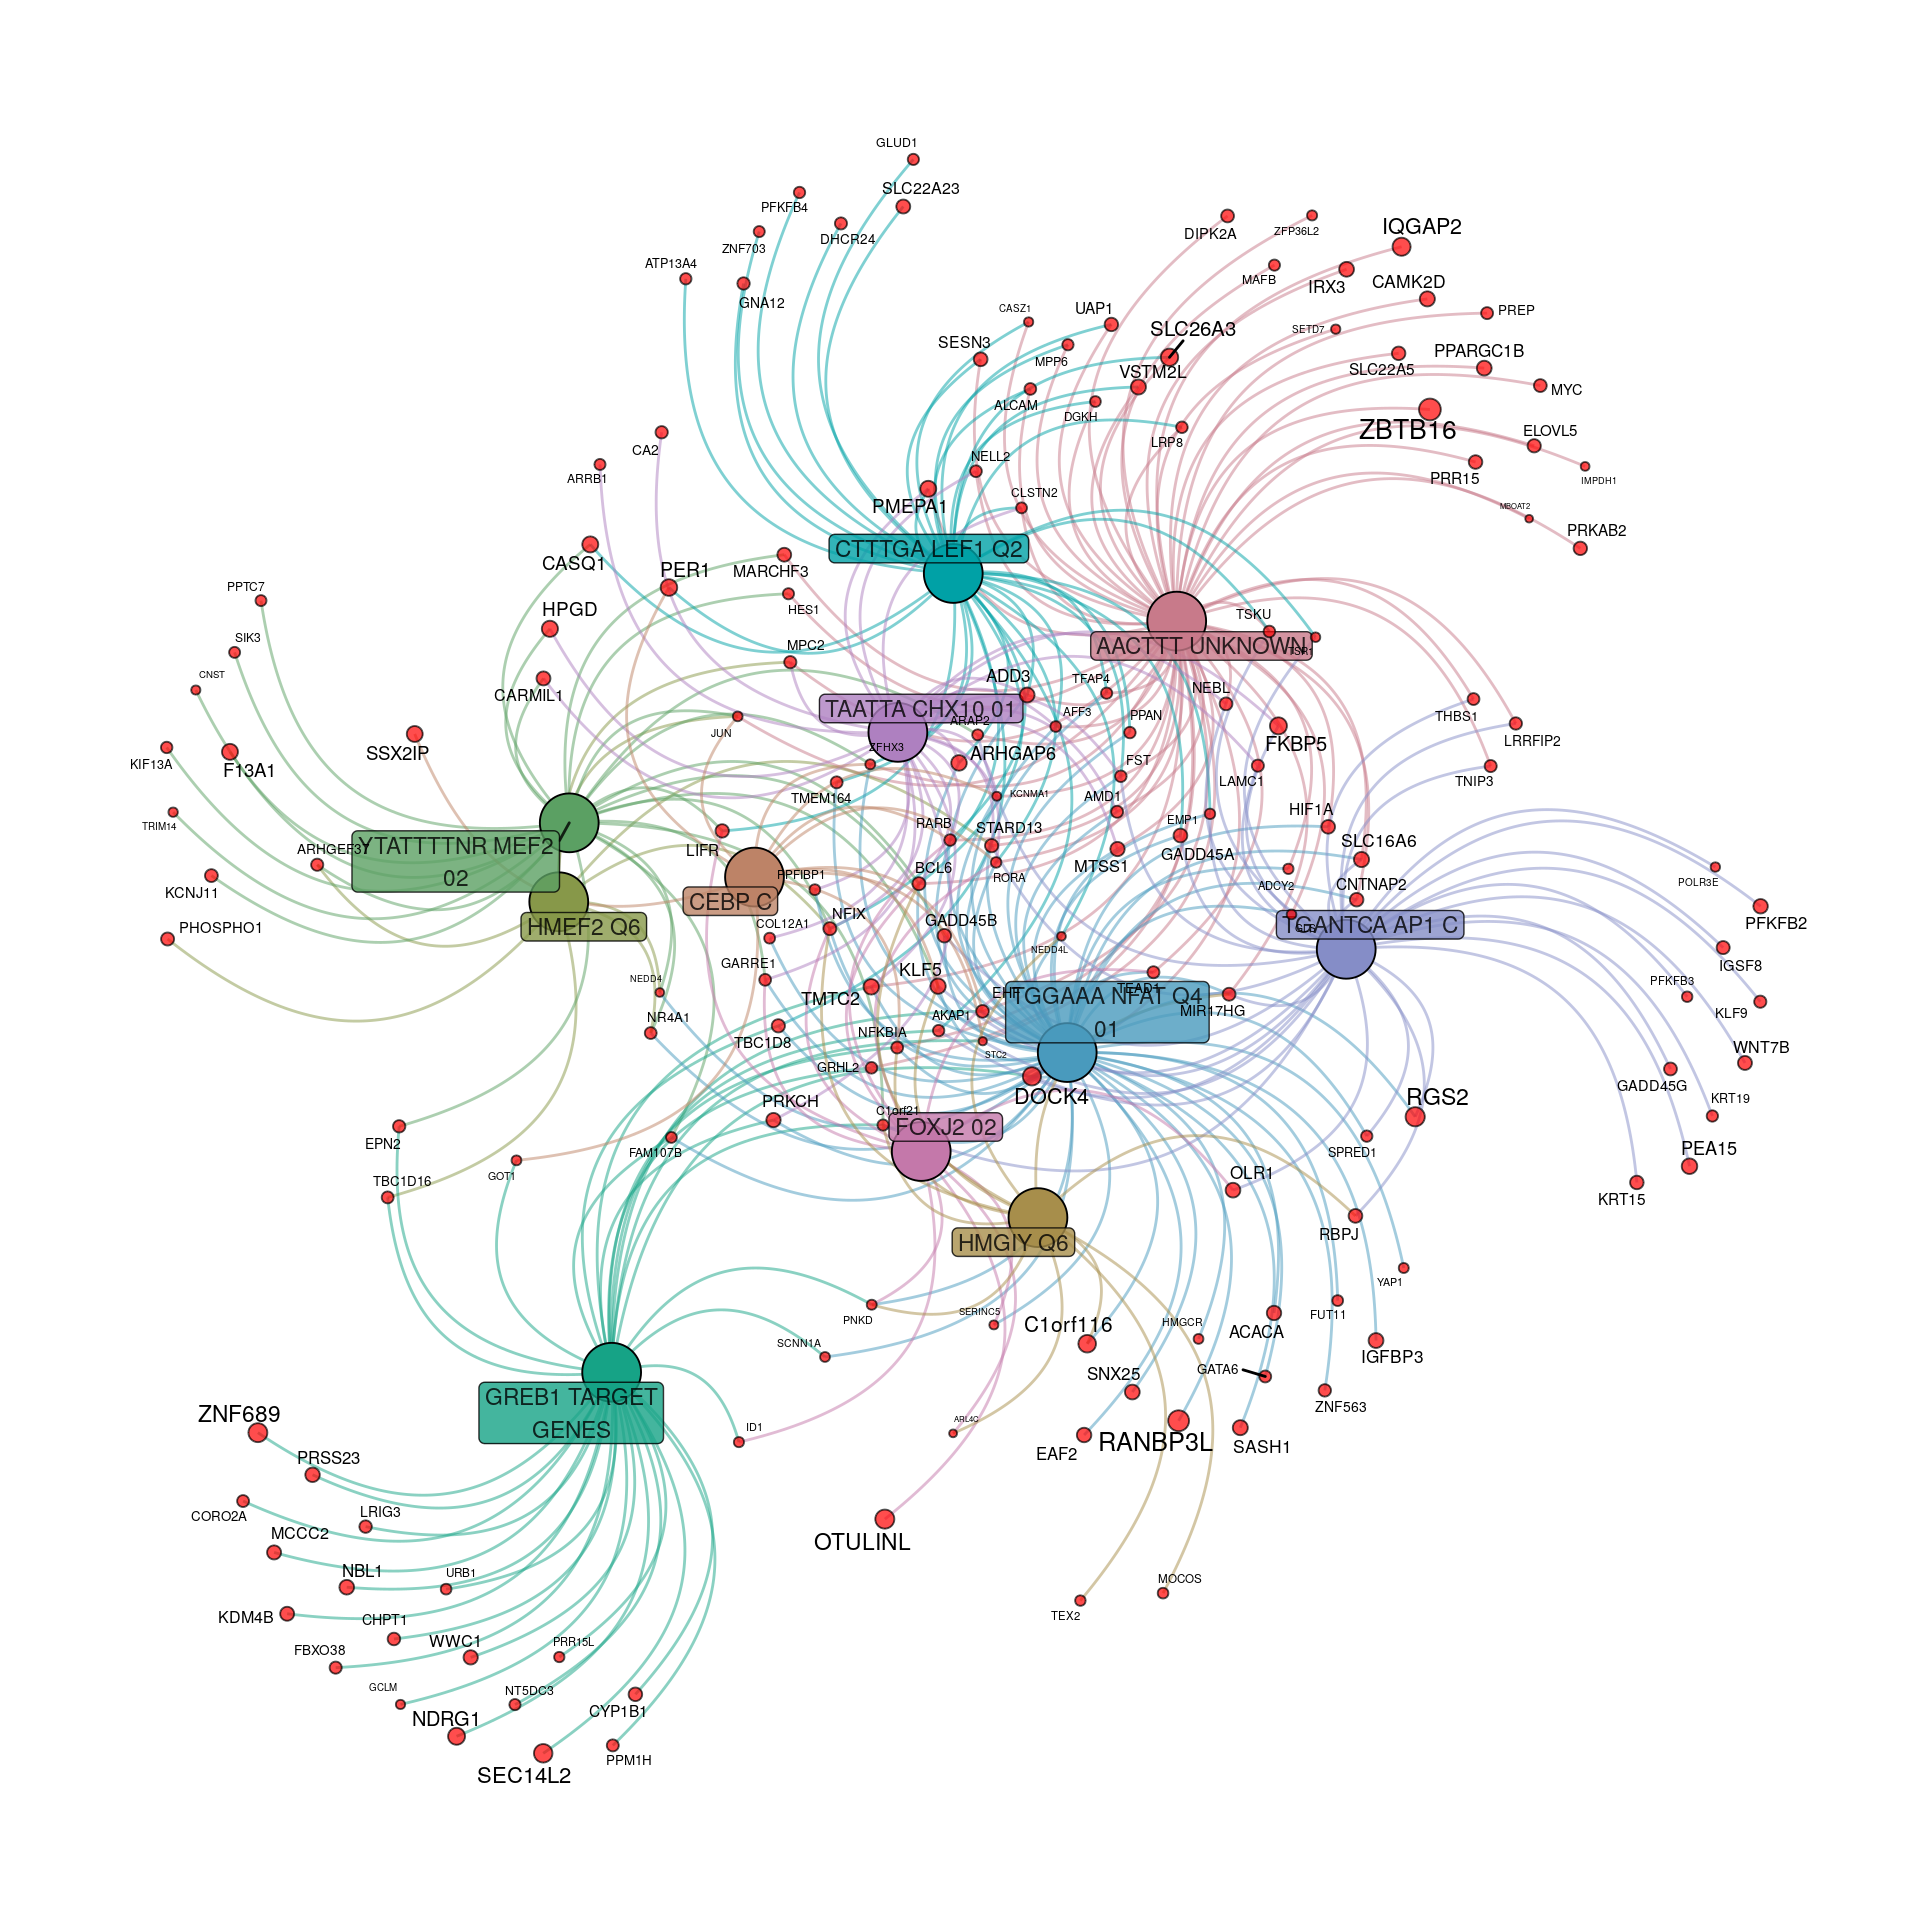 GLUD1
SLC22A23
PFKFB4
DHCR24
ZNF703
ATP13A4
GNA12
DIPK2A
ZFP36L2
IQGAP2
MAFB
IRX3
CAMK2D
CASZ1
UAP1
PREP
SLC26A3
SETD7
SESN3
MPP6
VSTM2L
SLC22A5
PPARGC1B
MYC
ALCAM
DGKH
ZBTB16
ELOVL5
LRP8
CA2
ARRB1
NELL2
PRR15
IMPDH1
CLSTN2
PMEPA1
MBOAT2
PRKAB2
CTTTGA LEF1 Q2
CASQ1
PER1
MARCHF3
PPTC7
HPGD
HES1
TSKU
SIK3
MPC2
AACTTT UNKNOWN
TSR1
CNST
CARMIL1
ADD3
TFAP4
NEBL
TAATTA CHX10 01
ARAP2
AFF3
PPAN
THBS1
JUN
ZFHX3
SSX2IP
ARHGAP6
FKBP5
LRRFIP2
KIF13A
F13A1
FST
LAMC1
TNIP3
TMEM164
KCNMA1
AMD1
HIF1A
TRIM14
RARB
STARD13
EMP1
SLC16A6
YTATTTTNR MEF2
02
ARHGEF37
LIFR
BCL6
RORA
MTSS1
GADD45A
ADCY2
CNTNAP2
POLR3E
KCNJ11
PPFIBP1
CEBP C
HMEF2 Q6
PHOSPHO1
COL12A1
NFIX
GADD45B
TGANTCA AP1 C
PFKFB2
NEDD4L
GARRE1
KLF5
IGSF8
NEDD4
TMTC2
EHF
TEAD1
TGGAAA NFAT Q4
01
MIR17HG
PFKFB3
KLF9
NR4A1
TBC1D8
NFKBIA
AKAP1
STC2
WNT7B
GRHL2
DOCK4
GADD45G
RGS2
KRT19
PRKCH
C1orf21
FOXJ2 02
EPN2
FAM107B
SPRED1
PEA15
GOT1
TBC1D16
OLR1
KRT15
HMGIY Q6
RBPJ
YAP1
PNKD
SERINC5
C1orf116
HMGCR
ACACA
FUT11
SCNN1A
IGFBP3
SNX25
GATA6
GREB1 TARGET
GENES
ZNF689
ID1
ARL4C
ZNF563
EAF2
RANBP3L
SASH1
PRSS23
CORO2A
LRIG3
MCCC2
OTULINL
NBL1
URB1
MOCOS
TEX2
KDM4B
CHPT1
FBXO38
WWC1
PRR15L
GCLM
NT5DC3
NDRG1
CYP1B1
PPM1H
SEC14L2